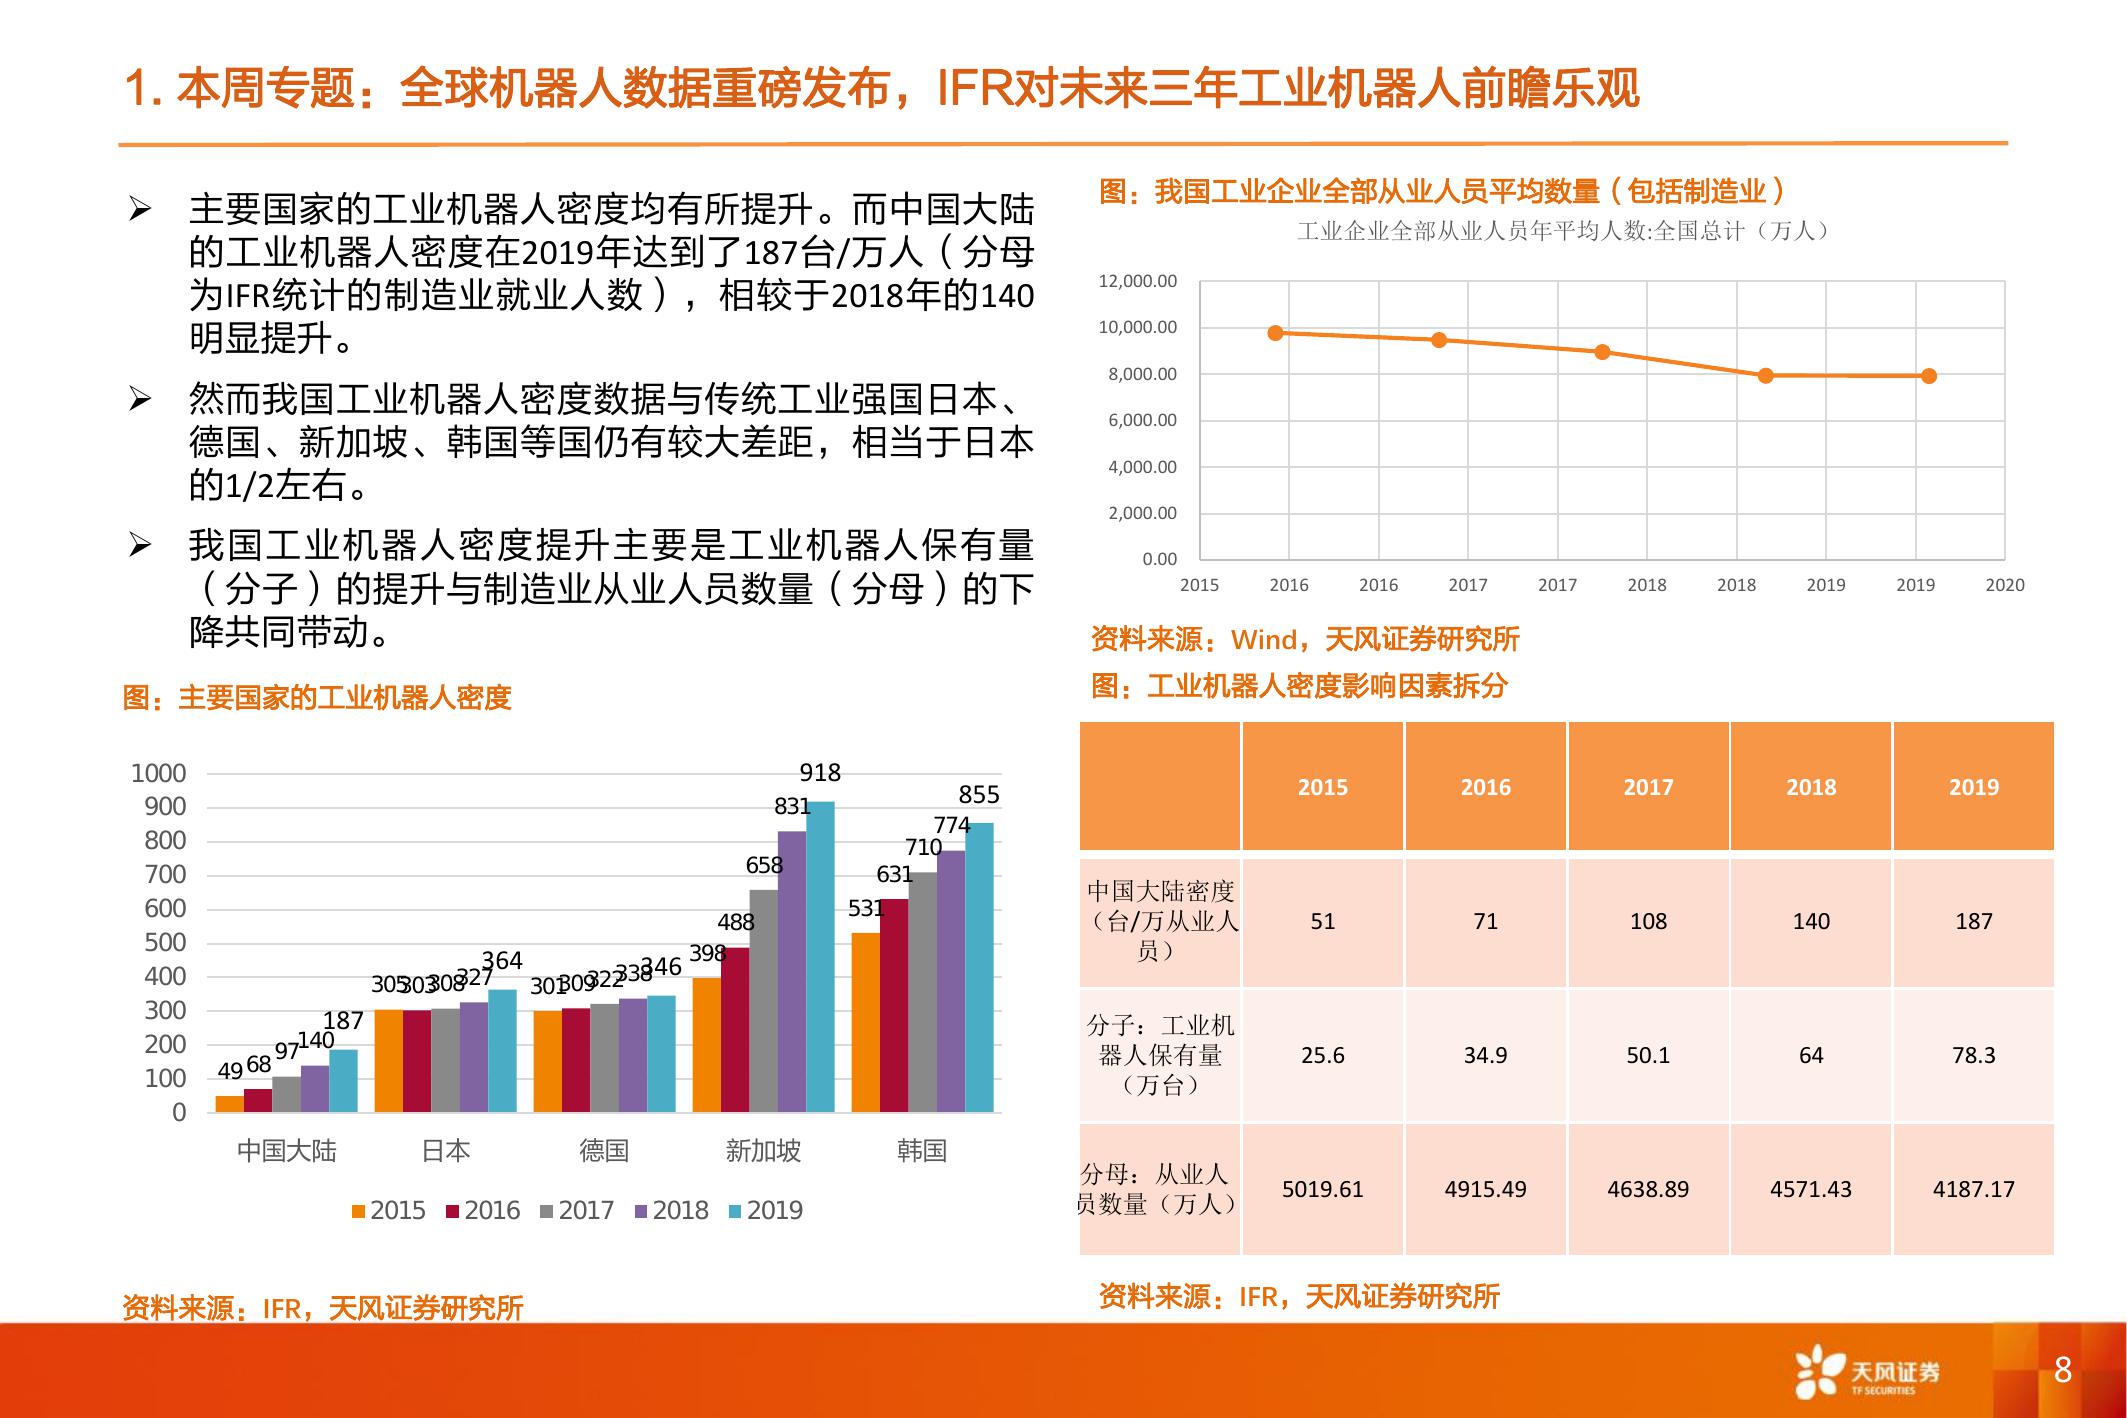 1. 本周专题：全球机器人数据重磅发布，IFR对未来三年工业机器人前瞻乐观
➢ 主要国家的工业机器人密度均有所提升。而中国大陆
的工业机器人密度在2019年达到了187台/万人（分母
为IFR统计的制造业就业人数），相较于2018年的140
明显提升。
➢ 然而我国工业机器人密度数据与传统工业强国日本、
德国、新加坡、韩国等国仍有较大差距，相当于日本
的1/2左右。
➢ 我国工业机器人密度提升主要是工业机器人保有量
（分子）的提升与制造业从业人员数量（分母）的下
降共同带动。
图：主要国家的工业机器人密度
1000
900
800
700
600
500
400
300
200
100
0
49 68 97 140 187
305 303 308 327 364
301 309 322 338 346
398 488 658 831 918
531 631 710 774 855
中国大陆 日本 德国 新加坡 韩国
2015 2016 2017 2018 2019
资料来源：IFR，天风证券研究所
图：我国工业企业全部从业人员平均数量（包括制造业）
工业企业全部从业人员年平均人数:全国总计（万人）
12,000.00
10,000.00
8,000.00
6,000.00
4,000.00
2,000.00
0.00
2015 2016 2016 2017 2017 2018 2018 2019 2019 2020
资料来源：Wind，天风证券研究所
图：工业机器人密度影响因素拆分
2015 2016 2017 2018 2019
中国大陆密度
（台/万从业人
员）
51 71 108 140 187
分子：工业机
器人保有量
（万台）
25.6 34.9 50.1 64 78.3
分母：从业人
员数量（万人）
5019.61 4915.49 4638.89 4571.43 4187.17
资料来源：IFR，天风证券研究所
天风证券
TF SECURITIES
8